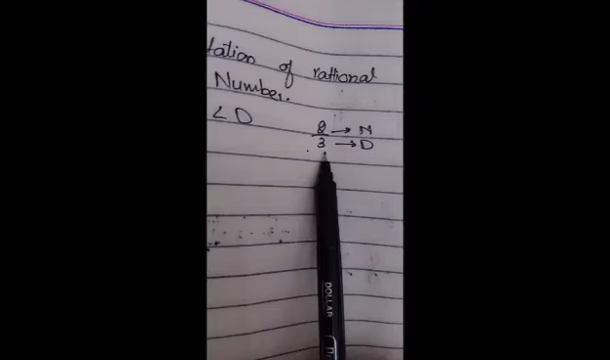 tation of rational
Number.
< D
8 → N
3 → D
DOLLAR